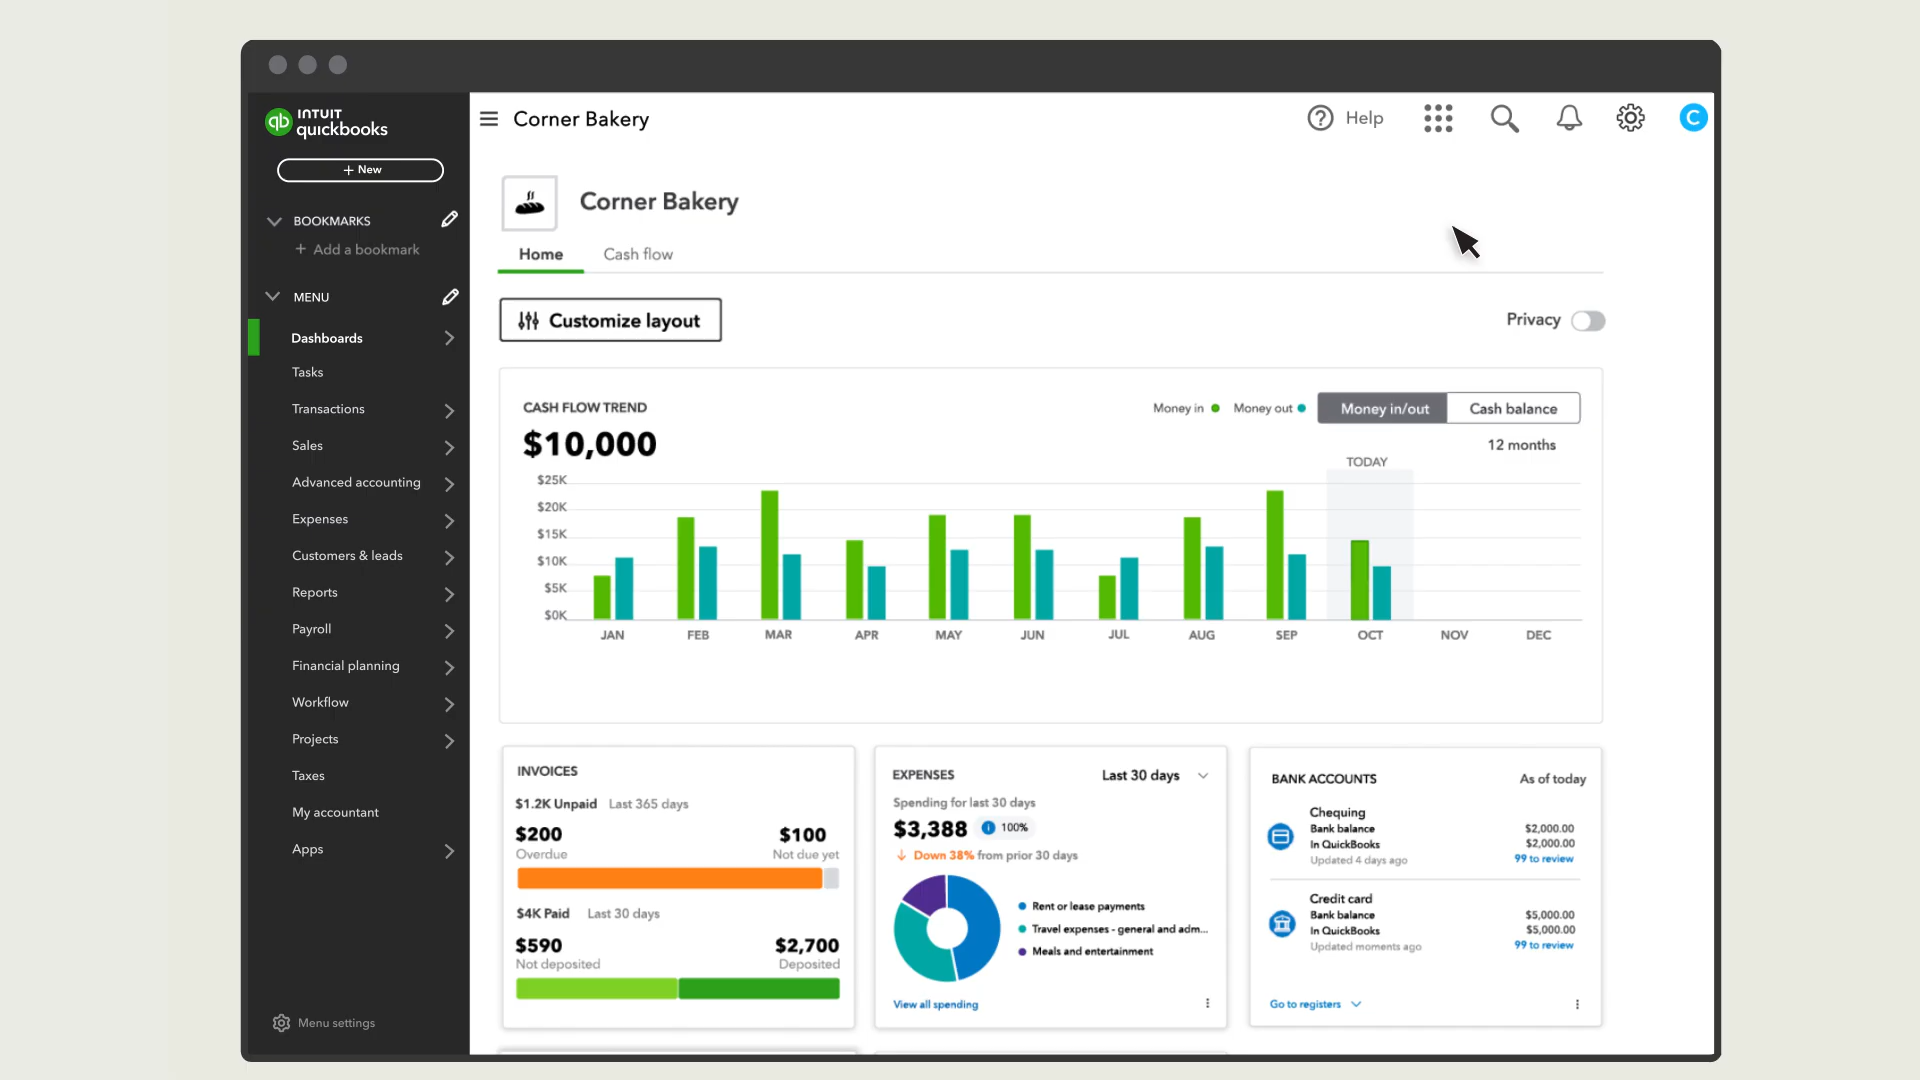 INTUIT
quickbooks
+ New
BOOKMARKS
+ Add a bookmark
MENU
Dashboards
Tasks
Transactions
Sales
Advanced accounting
Expenses
Customers & leads
Reports
Payroll
Financial planning
Workflow
Projects
Taxes
My accountant
Apps
Menu settings
Corner Bakery
? Help
C
Corner Bakery
Home Cash flow
Customize layout
Privacy
CASH FLOW TREND
$10,000
Money in Money out Money in/out Cash balance
12 months
TODAY
$25K
$20K
$15K
$10K
$5K
$0K
JAN FEB MAR APR MAY JUN JUL AUG SEP OCT NOV DEC
INVOICES
$1.2K Unpaid Last 365 days
$200 $100
Overdue Not due yet
$4K Paid Last 30 days
$590 $2,700
Not deposited Deposited
EXPENSES Last 30 days
Spending for last 30 days
$3,388 100%
Down 38% from prior 30 days
Rent or lease payments
Travel expenses - general and adm...
Meals and entertainment
View all spending
BANK ACCOUNTS As of today
Chequing
Bank balance $2,000.00
In QuickBooks $2,000.00
Updated 4 days ago 99 to review
Credit card
Bank balance $5,000.00
In QuickBooks $5,000.00
Updated moments ago 99 to review
Go to registers